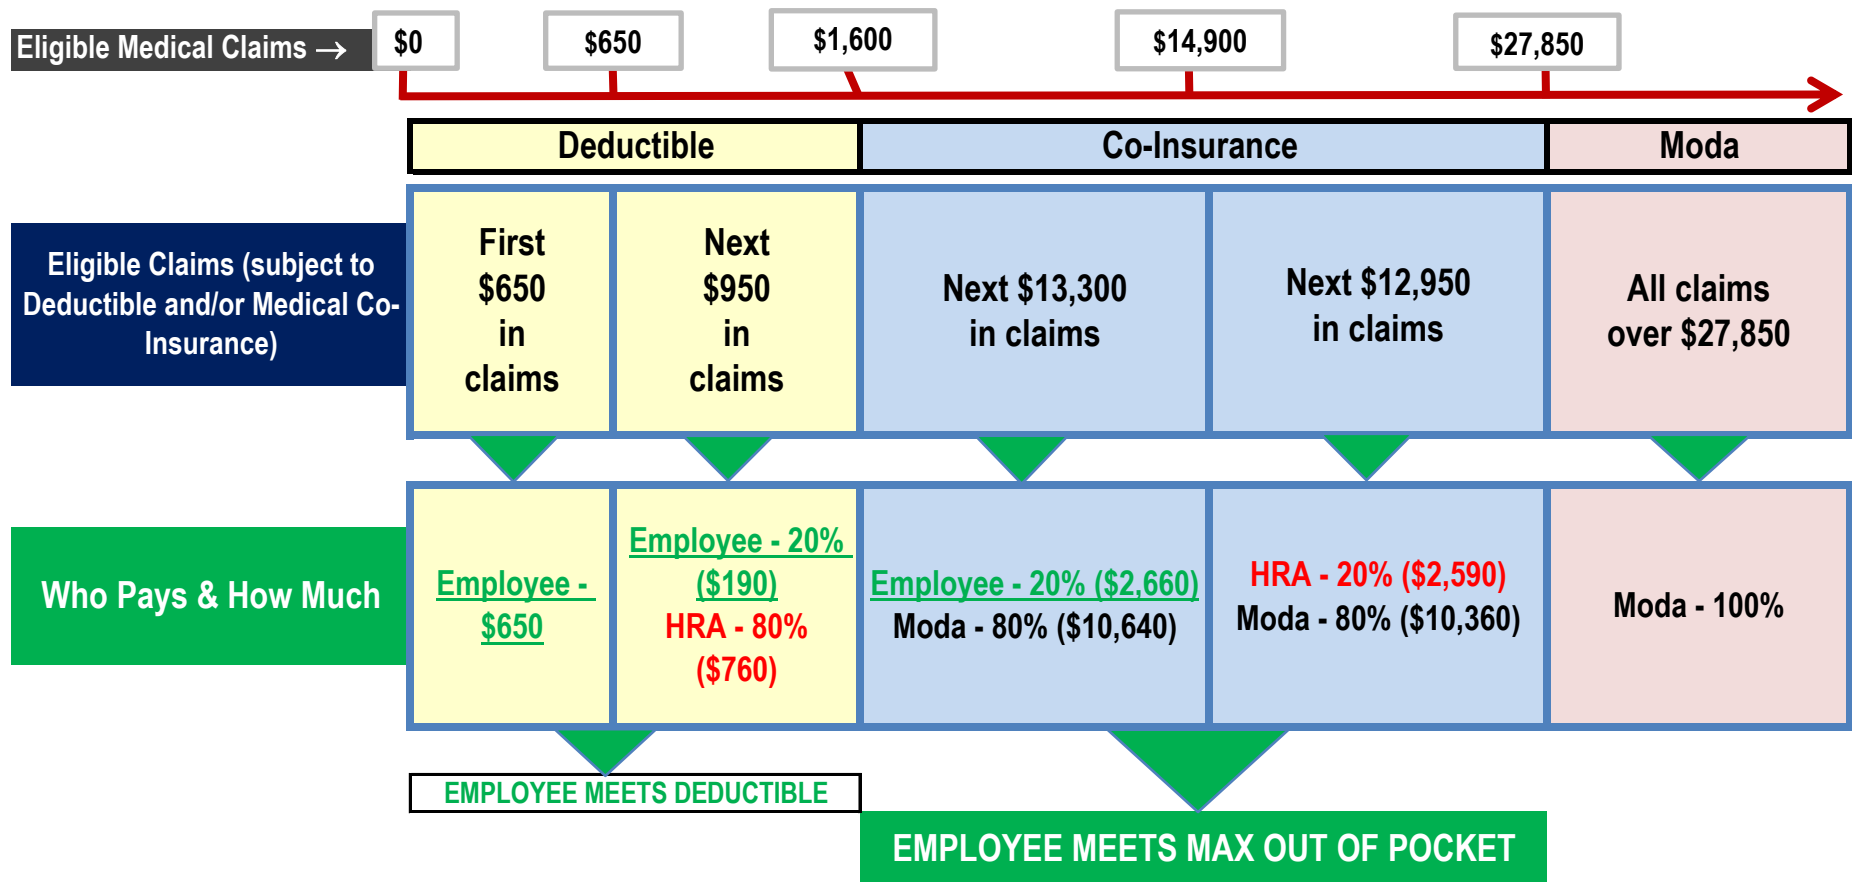 Eligible Medical Claims →
$0
$650
$1,600
$14,900
$27,850
Deductible
Co-Insurance
Moda
Eligible Claims (subject to
Deductible and/or Medical Co-
Insurance)
First
$650
in
claims
Next
$950
in
claims
Next $13,300
in claims
Next $12,950
in claims
All claims
over $27,850
Who Pays & How Much
Employee -
$650
Employee - 20%
($190)
HRA - 80%
($760)
Employee - 20% ($2,660)
Moda - 80% ($10,640)
HRA - 20% ($2,590)
Moda - 80% ($10,360)
Moda - 100%
EMPLOYEE MEETS DEDUCTIBLE
EMPLOYEE MEETS MAX OUT OF POCKET